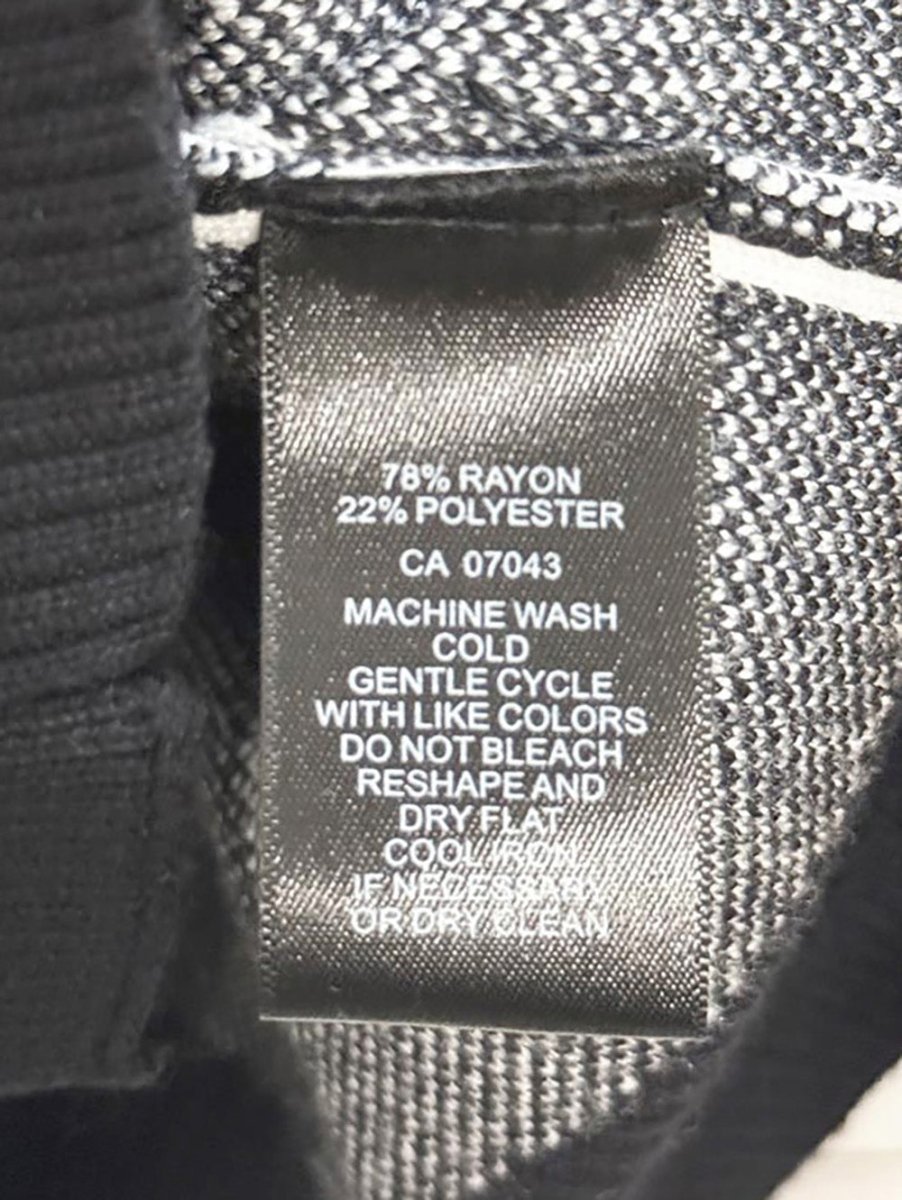 78% RAYON
22% POLYESTER
CA 07043
MACHINE WASH
COLD
GENTLE CYCLE
WITH LIKE COLORS
DO NOT BLEACH
RESHAPE AND
DRY FLAT
COOL IRON
IF NECESSARY
OR DRY CLEAN